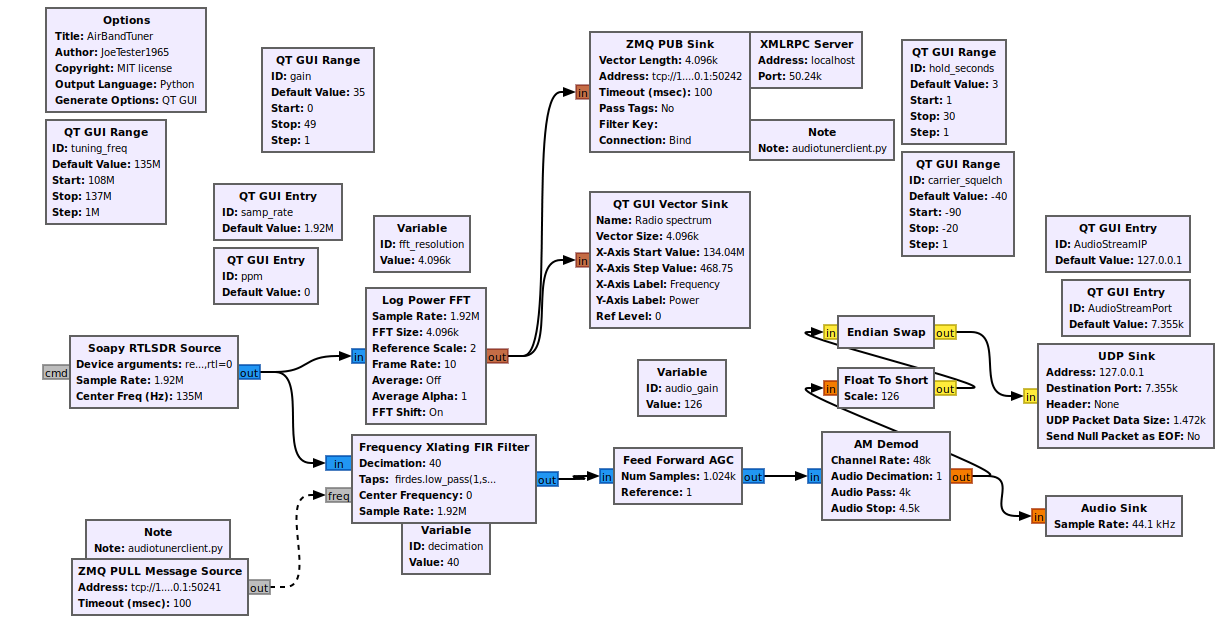 Options
Title: AirBandTuner
Author: JoeTester1965
Copyright: MIT license
Output Language: Python
Generate Options: QT GUI
QT GUI Range
ID: tuning_freq
Default Value: 135M
Start: 108M
Stop: 137M
Step: 1M
QT GUI Range
ID: gain
Default Value: 35
Start: 0
Stop: 49
Step: 1
QT GUI Entry
ID: samp_rate
Default Value: 1.92M
QT GUI Entry
ID: ppm
Default Value: 0
Variable
ID: fft_resolution
Value: 4.096k
ZMQ PUB Sink
Vector Length: 4.096k
Address: tcp://1....0.1:50242
Timeout (msec): 100
Pass Tags: No
Filter Key:
Connection: Bind
in
XMLRPC Server
Address: localhost
Port: 50.24k
Note
Note: audiotunerclient.py
QT GUI Range
ID: hold_seconds
Default Value: 3
Start: 1
Stop: 30
Step: 1
QT GUI Range
ID: carrier_squelch
Default Value: -40
Start: -90
Stop: -20
Step: 1
QT GUI Vector Sink
Name: Radio spectrum
Vector Size: 4.096k
X-Axis Start Value: 134.04M
X-Axis Step Value: 468.75
X-Axis Label: Frequency
Y-Axis Label: Power
Ref Level: 0
in
QT GUI Entry
ID: AudioStreamIP
Default Value: 127.0.0.1
QT GUI Entry
ID: AudioStreamPort
Default Value: 7.355k
Log Power FFT
Sample Rate: 1.92M
FFT Size: 4.096k
Reference Scale: 2
Frame Rate: 10
Average: Off
Average Alpha: 1
FFT Shift: On
in
out
Soapy RTLSDR Source
Device arguments: re...,rtl=0
Sample Rate: 1.92M
Center Freq (Hz): 135M
cmd
out
Variable
ID: audio_gain
Value: 126
in
Endian Swap
out
in
Float To Short
Scale: 126
out
UDP Sink
Address: 127.0.0.1
Destination Port: 7.355k
Header: None
UDP Packet Data Size: 1.472k
Send Null Packet as EOF: No
in
Frequency Xlating FIR Filter
Decimation: 40
Taps: firdes.low_pass(1,s...
Center Frequency: 0
Sample Rate: 1.92M
in
freq
out
Variable
ID: decimation
Value: 40
Feed Forward AGC
Num Samples: 1.024k
Reference: 1
in
out
AM Demod
Channel Rate: 48k
Audio Decimation: 1
Audio Pass: 4k
Audio Stop: 4.5k
in
out
Audio Sink
Sample Rate: 44.1 kHz
in
Note
Note: audiotunerclient.py
ZMQ PULL Message Source
Address: tcp://1....0.1:50241
Timeout (msec): 100
out